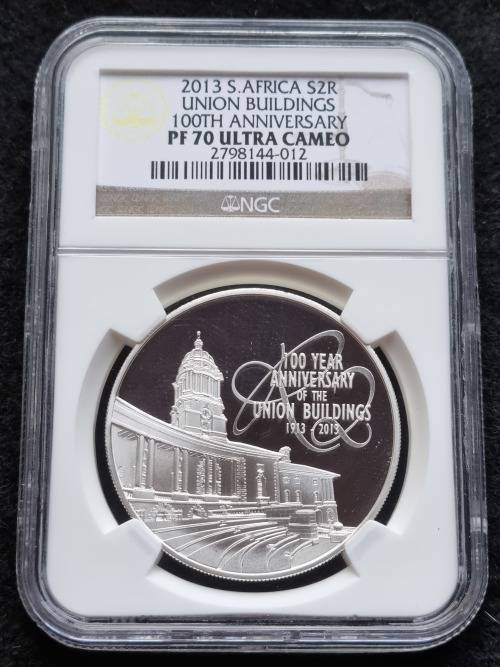 2013 S.AFRICA S2R
UNION BUILDINGS
100TH ANNIVERSARY
PF 70 ULTRA CAMEO
2798144-012
NGC
100 YEAR
ANNIVERSARY
OF THE
UNION BUILDINGS
1913 - 2013